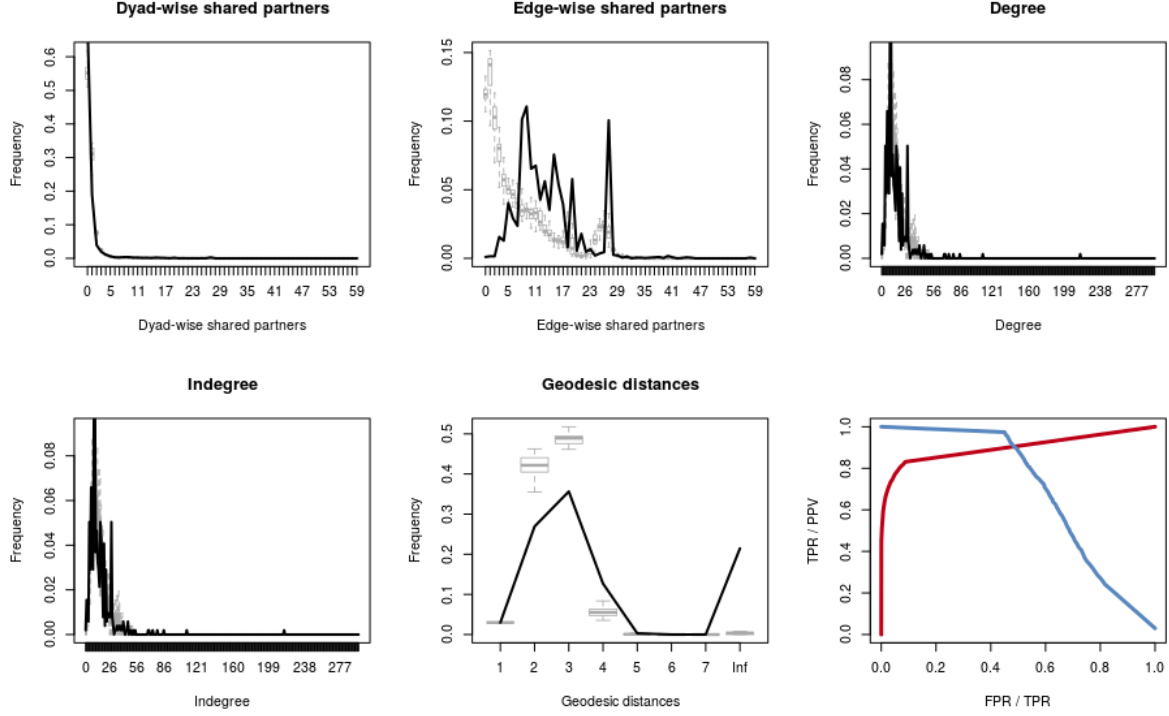 Dyad-wise shared partners
Edge-wise shared partners
Degree
Frequency
0.0 0.1 0.2 0.3 0.4 0.5 0.6
0 5 11 17 23 29 35 41 47 53 59
Dyad-wise shared partners
Frequency
0.00 0.05 0.10 0.15
0 5 11 17 23 29 35 41 47 53 59
Edge-wise shared partners
Frequency
0.00 0.02 0.04 0.06 0.08
0 26 56 86 121 160 199 238 277
Degree
Indegree
Geodesic distances
Frequency
0.00 0.02 0.04 0.06 0.08
0 26 56 86 121 160 199 238 277
Indegree
Frequency
0.0 0.1 0.2 0.3 0.4 0.5
1 2 3 4 5 6 7 Inf
Geodesic distances
TPR / PPV
0.0 0.2 0.4 0.6 0.8 1.0
0.0 0.2 0.4 0.6 0.8 1.0
FPR / TPR